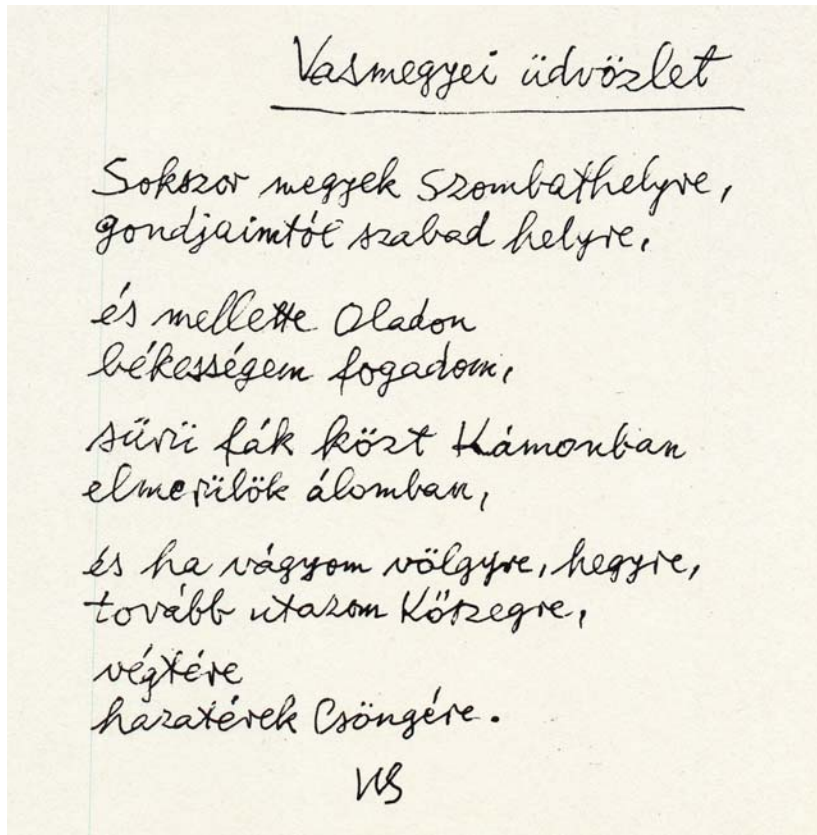 Vasmegyei üdvözlet
Sokszor megyek Szombathelyre,
gondjaimtól szabad helyre,
és mellette Oladon
békességem fogadom,
sűrü fák közt Kámonban
elmerülök álomban,
és ha vágyom völgyre, hegyre,
tovább utazom Kőszegre,
végtére
hazatérek Csöngére.
WS